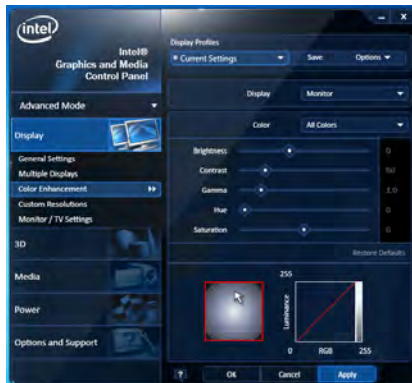 intel
Intel®
Graphics and Media
Control Panel
Advanced Mode
Display
General Settings
Multiple Displays
Color Enhancement
Custom Resolutions
Monitor / TV Settings
3D
Media
Power
Options and Support
Display Profiles
* Current Settings
Save
Options
Display
Monitor
Color
All Colors
Brightness
0
Contrast
50
Gamma
1.0
Hue
0
Saturation
0
Restore Defaults
255
Luminance
0 RGB 255
?
OK
Cancel
Apply